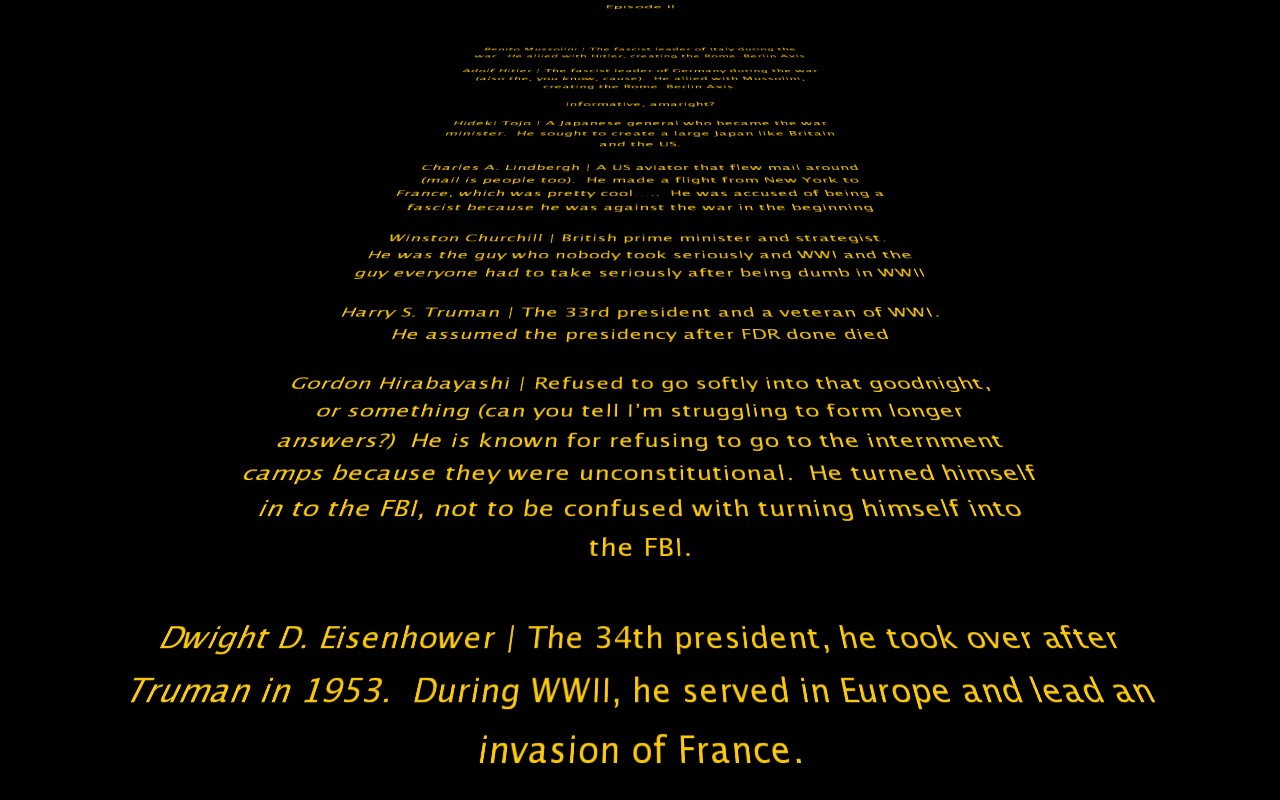 Episode II
Benito Mussolini | The fascist leader of Italy during the
war. He allied with Hitler, creating the Rome-Berlin Axis
Adolf Hitler | The fascist leader of Germany during the war
(also the, you know, cause). He allied with Mussolini,
creating the Rome-Berlin Axis
informative, amaright?
Hideki Tojo | A Japanese general who became the war
minister. He sought to create a large Japan like Britain
and the US.
Charles A. Lindbergh | A US aviator that flew mail around
(mail is people too). He made a flight from New York to
France, which was pretty cool ..... He was accused of being a
fascist because he was against the war in the beginning
Winston Churchill | British prime minister and strategist.
He was the guy who nobody took seriously and WWI and the
guy everyone had to take seriously after being dumb in WWII
Harry S. Truman | The 33rd president and a veteran of WWI.
He assumed the presidency after FDR done died
Gordon Hirabayashi | Refused to go softly into that goodnight,
or something (can you tell I'm struggling to form longer
answers?) He is known for refusing to go to the internment
camps because they were unconstitutional. He turned himself
in to the FBI, not to be confused with turning himself into
the FBI.
Dwight D. Eisenhower | The 34th president, he took over after
Truman in 1953. During WWII, he served in Europe and lead an
invasion of France.